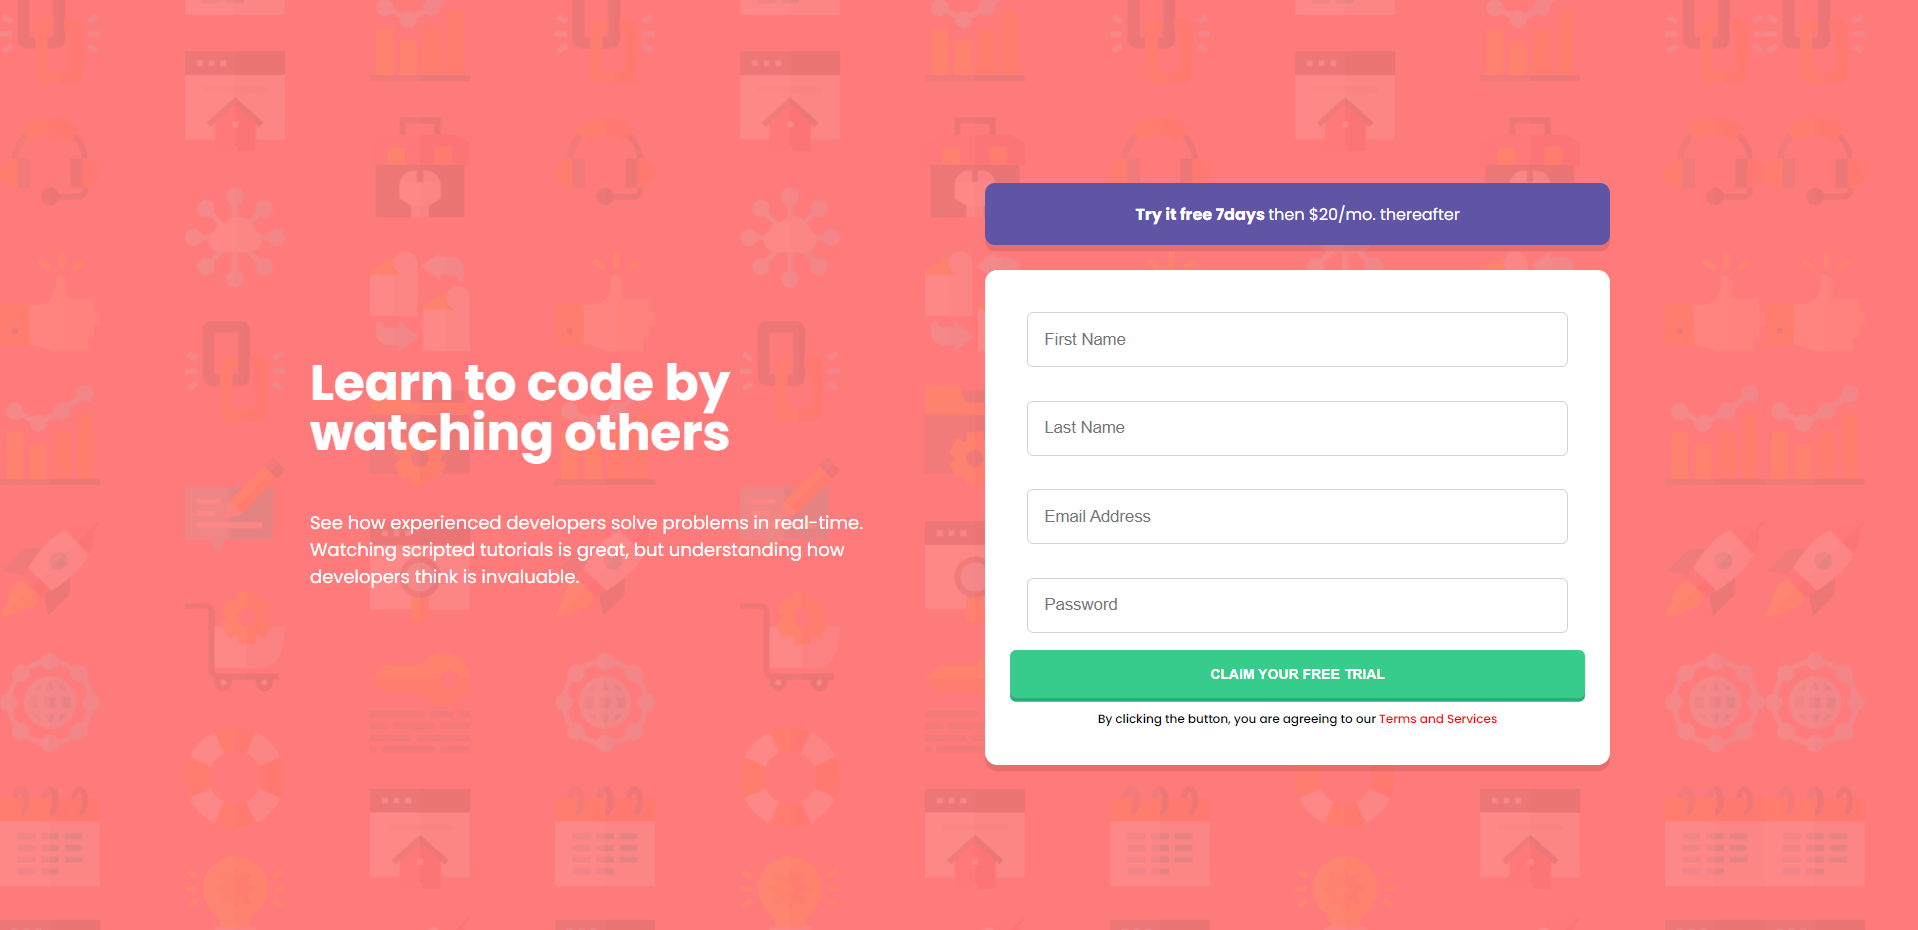 Learn to code by
watching others
See how experienced developers solve problems in real-time.
Watching scripted tutorials is great, but understanding how
developers think is invaluable.
Try it free 7days then $20/mo. thereafter
First Name
Last Name
Email Address
Password
CLAIM YOUR FREE TRIAL
By clicking the button, you are agreeing to our Terms and Services